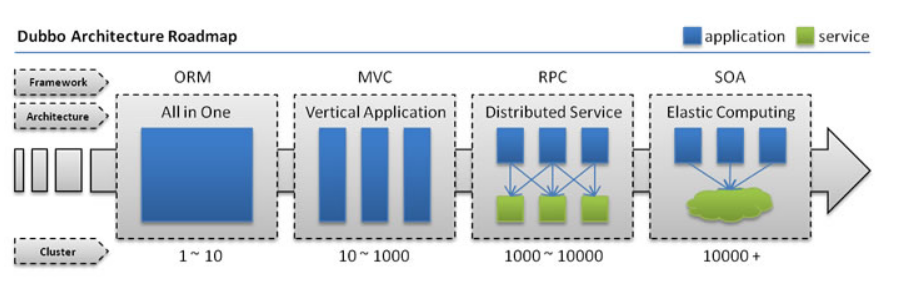 Dubbo Architecture Roadmap
application
service
Framework
ORM
MVC
RPC
SOA
Architecture
All in One
Vertical Application
Distributed Service
Elastic Computing
Cluster
1 ~ 10
10 ~ 1000
1000 ~ 10000
10000 +